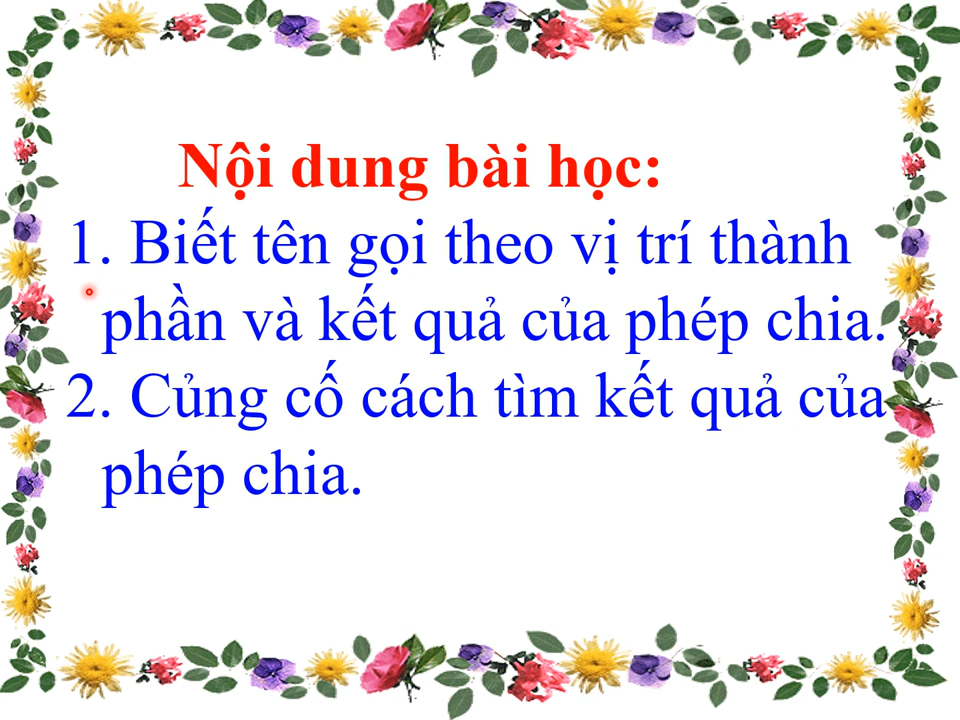 Nội dung bài học:
1. Biết tên gọi theo vị trí thành
phần và kết quả của phép chia.
2. Củng cố cách tìm kết quả của
phép chia.